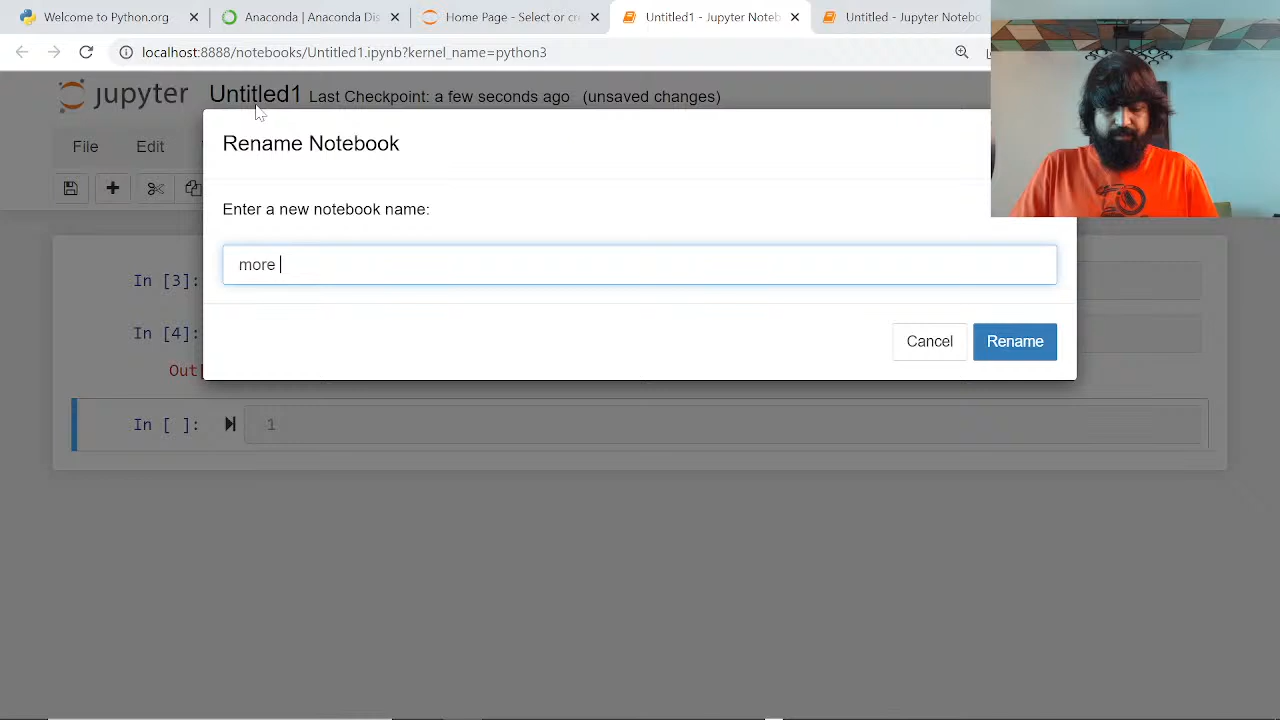 Welcome to Python.org
Anaconda | Anaconda Dis
Home Page - Select or cr
Untitled1 - Jupyter Noteb
Untitled - Jupyter Notebo
localhost:8888/notebooks/Untitled1.ipynb?kernel_name=python3
jupyter Untitled1 Last Checkpoint: a few seconds ago (unsaved changes)
File Edit
Rename Notebook
Enter a new notebook name:
more
Cancel Rename
In [3]:
In [4]:
Out[
In [ ]: 1